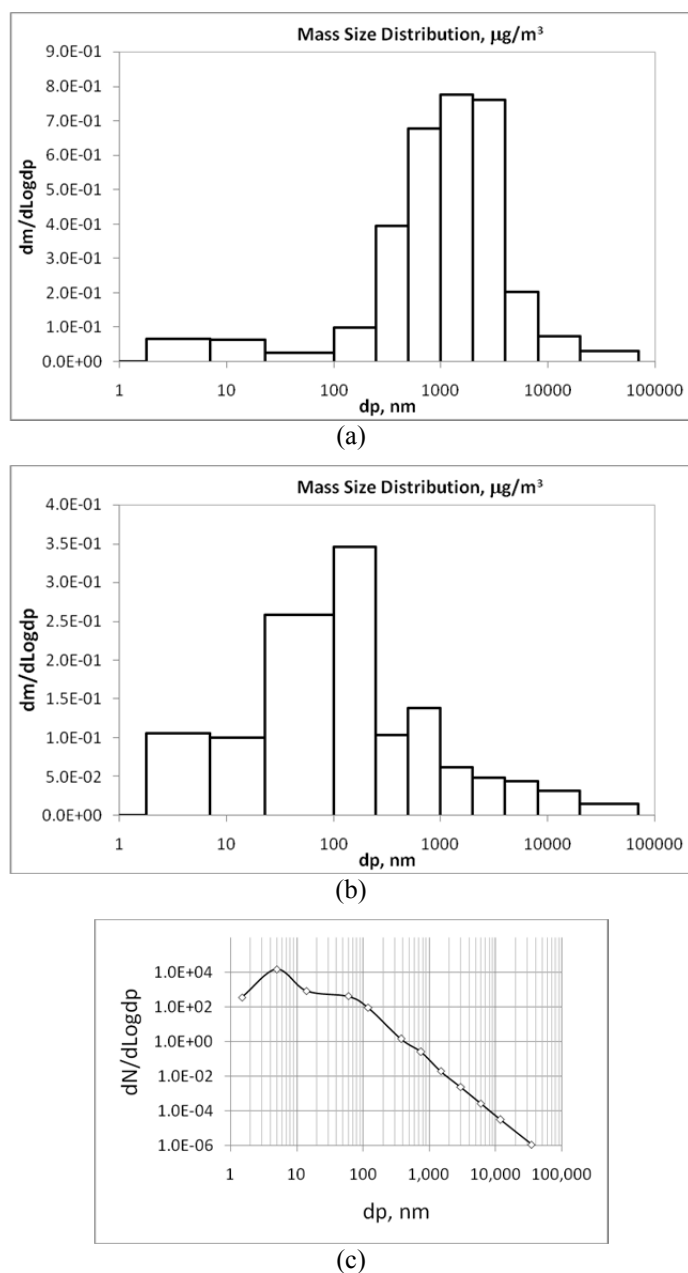 Mass Size Distribution, µg/m³
dm/dLogdp
9.0E-01
8.0E-01
7.0E-01
6.0E-01
5.0E-01
4.0E-01
3.0E-01
2.0E-01
1.0E-01
0.0E+00
1 10 100 1000 10000 100000
dp, nm
(a)
Mass Size Distribution, µg/m³
dm/dLogdp
4.0E-01
3.5E-01
3.0E-01
2.5E-01
2.0E-01
1.5E-01
1.0E-01
5.0E-02
0.0E+00
1 10 100 1000 10000 100000
dp, nm
(b)
dN/dLogdp
1.0E+04
1.0E+02
1.0E+00
1.0E-02
1.0E-04
1.0E-06
1 10 100 1,000 10,000 100,000
dp, nm
(c)